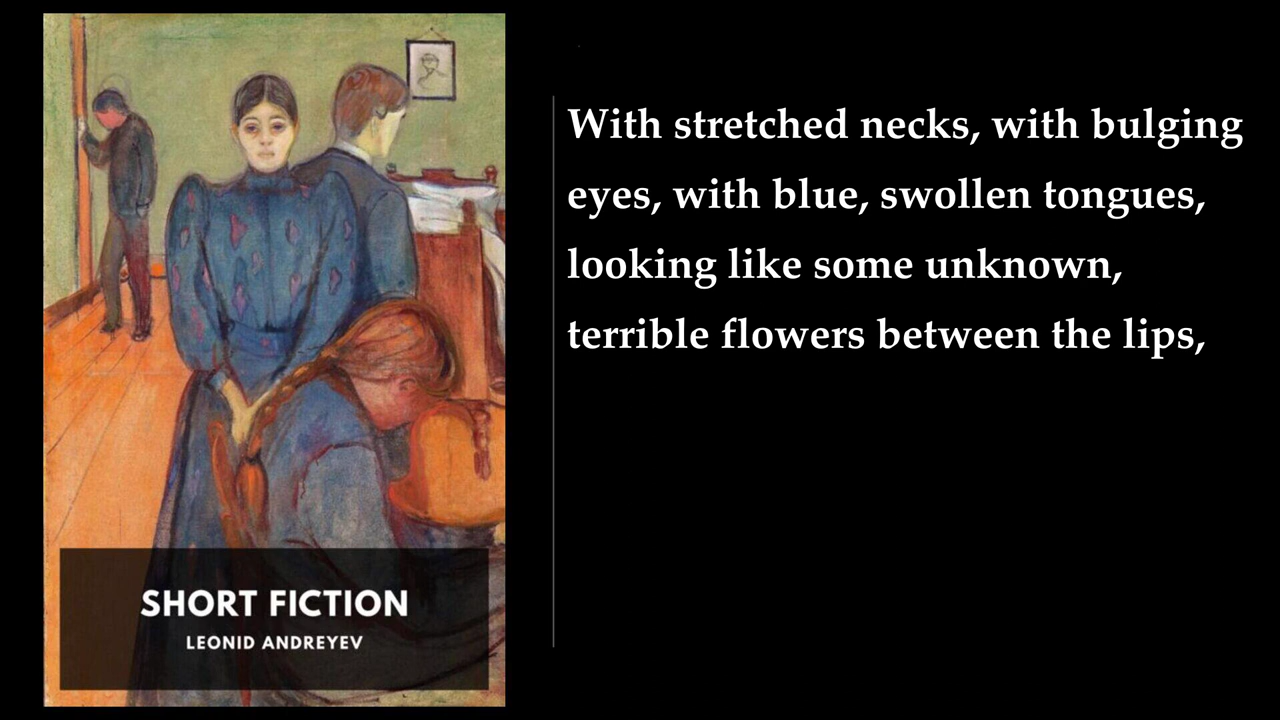 With stretched necks, with bulging
eyes, with blue, swollen tongues,
looking like some unknown,
terrible flowers between the lips,
SHORT FICTION
LEONID ANDREYEV